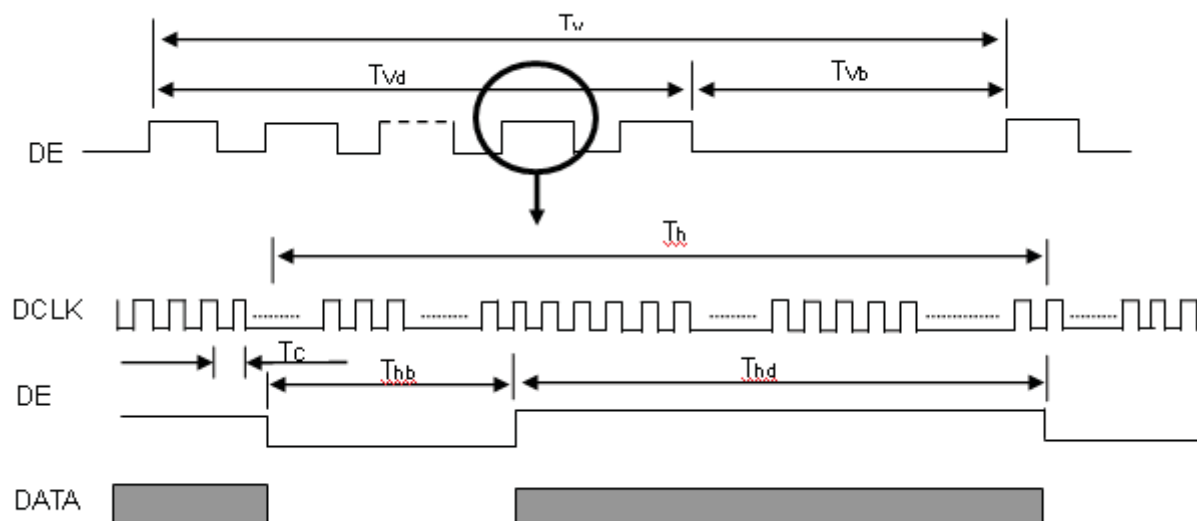 Tv
Tvd
Tvb
DE
Th
DCLK
Tc
Thb
Thd
DE
DATA